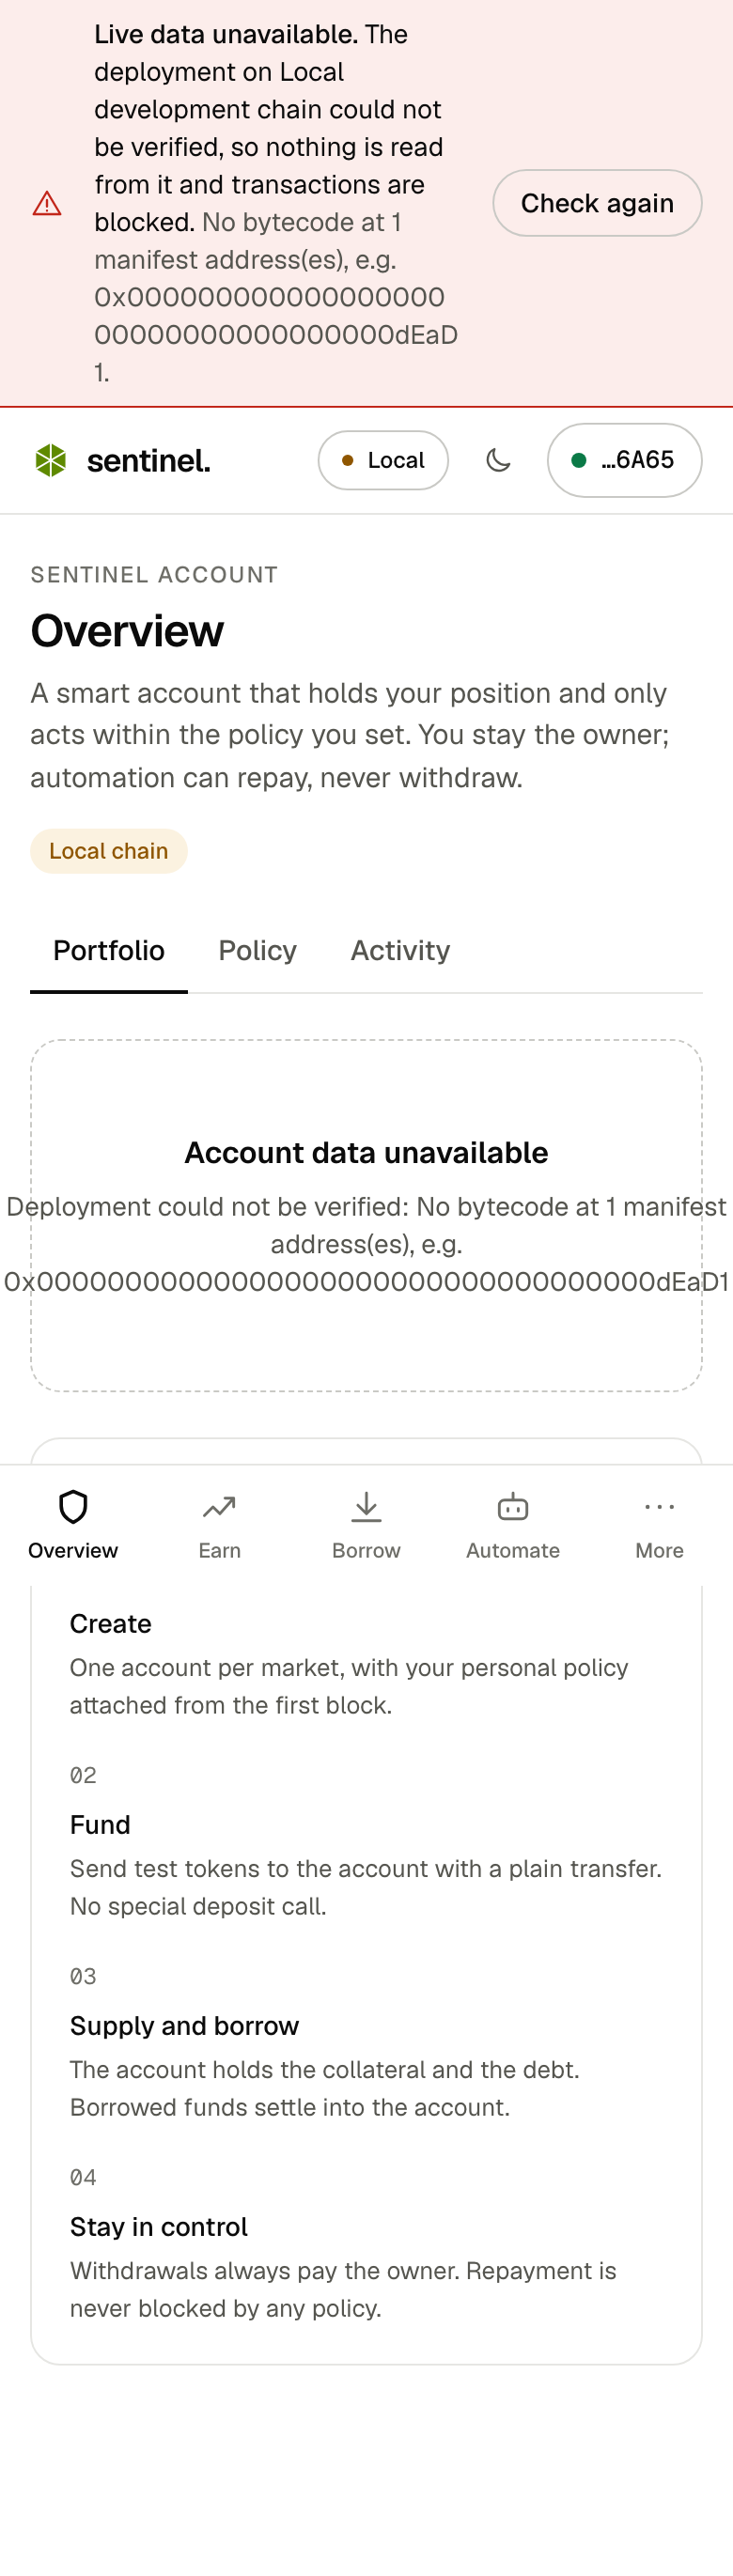 Live data unavailable. The
deployment on Local
development chain could not
be verified, so nothing is read
from it and transactions are
blocked. No bytecode at 1
manifest address(es), e.g.
0x000000000000000000
00000000000000000dEaD
1.
Check again
sentinel.
Local
…6A65
SENTINEL ACCOUNT
Overview
A smart account that holds your position and only
acts within the policy you set. You stay the owner;
automation can repay, never withdraw.
Local chain
Portfolio
Policy
Activity
Account data unavailable
Deployment could not be verified: No bytecode at 1 manifest
address(es), e.g.
0x00000000000000000000000000000000000dEaD1
Overview
Earn
Borrow
Automate
More
Create
One account per market, with your personal policy
attached from the first block.
02
Fund
Send test tokens to the account with a plain transfer.
No special deposit call.
03
Supply and borrow
The account holds the collateral and the debt.
Borrowed funds settle into the account.
04
Stay in control
Withdrawals always pay the owner. Repayment is
never blocked by any policy.